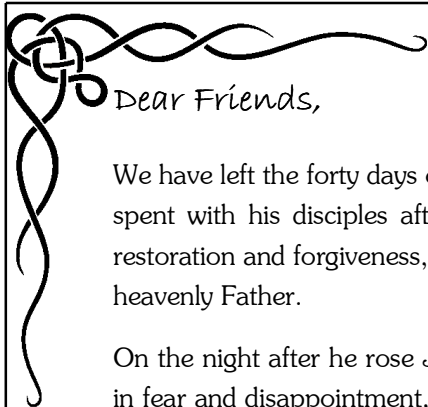 Dear Friends,
We have left the forty days
spent with his disciples aft
restoration and forgiveness,
heavenly Father.
On the night after he rose
in fear and disappointment,